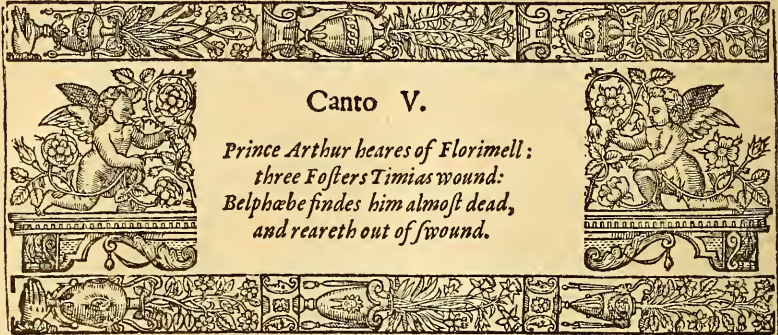 Canto V.
Prince Arthur heares of Florimell:
three Foſters Timias wound:
Belphœbe findes him almoſt dead,
and reareth out of ſwound.